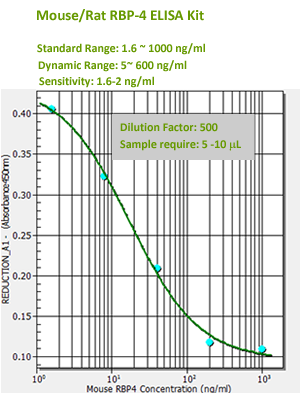 Mouse/Rat RBP-4 ELISA Kit
Standard Range: 1.6 ~ 1000 ng/ml
Dynamic Range: 5~ 600 ng/ml
Sensitivity: 1.6-2 ng/ml
Dilution Factor: 500
Sample require: 5 -10 µL
REDUCTION_A1 - (Absorbance450nm)
0.40
0.35
0.30
0.25
0.20
0.15
0.10
10⁰ 10¹ 10² 10³
Mouse RBP4 Concentration (ng/ml)